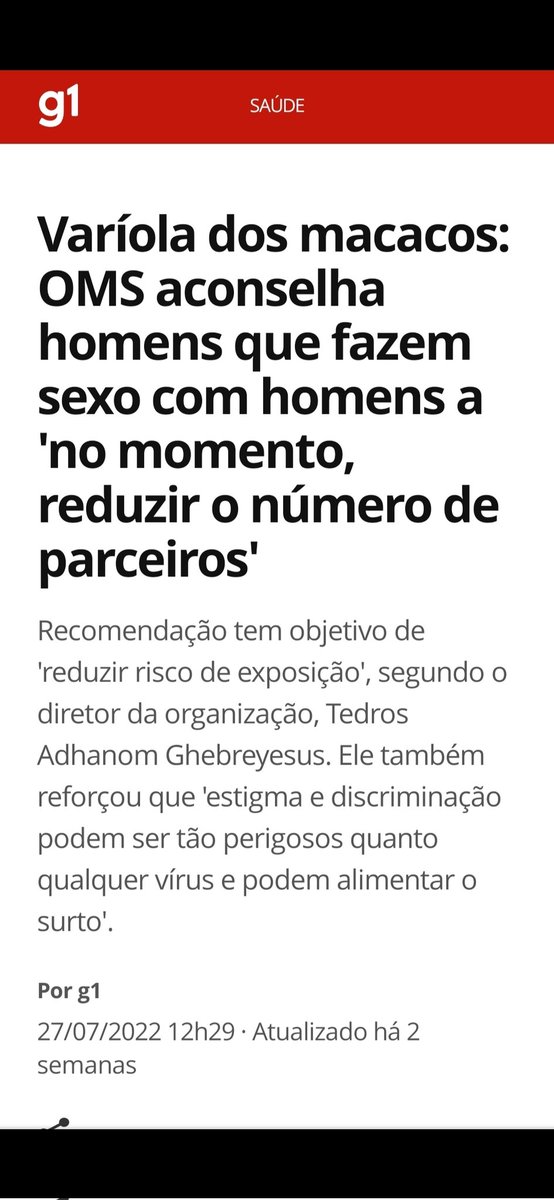 g1
SAÚDE
Varíola dos macacos:
OMS aconselha
homens que fazem
sexo com homens a
'no momento,
reduzir o número de
parceiros'
Recomendação tem objetivo de
'reduzir risco de exposição', segundo o
diretor da organização, Tedros
Adhanom Ghebreyesus. Ele também
reforçou que 'estigma e discriminação
podem ser tão perigosos quanto
qualquer vírus e podem alimentar o
surto'.
Por g1
27/07/2022 12h29 · Atualizado há 2
semanas